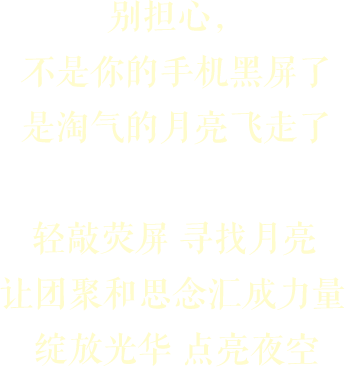 别担心，
不是你的手机黑屏了
是淘气的月亮飞走了
轻敲荧屏 寻找月亮
让团聚和思念汇成力量
绽放光华 点亮夜空